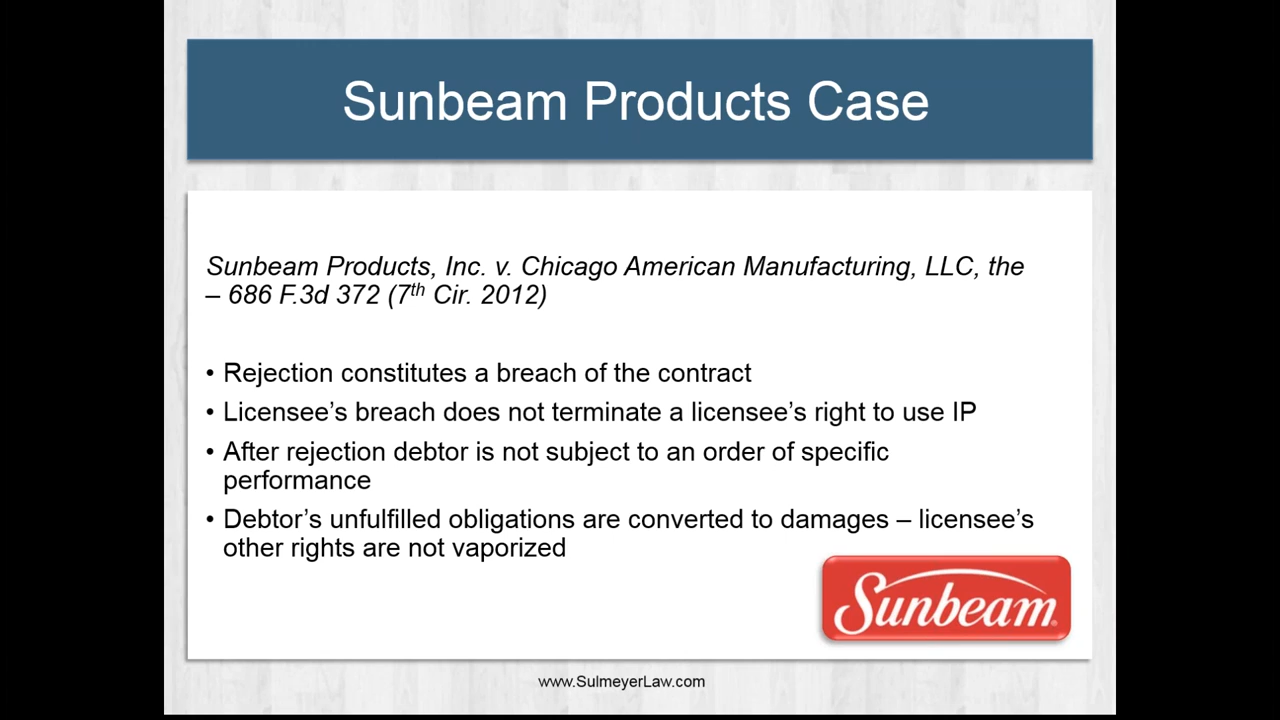 Sunbeam Products Case
Sunbeam Products, Inc. v. Chicago American Manufacturing, LLC, the
– 686 F.3d 372 (7th Cir. 2012)
• Rejection constitutes a breach of the contract
• Licensee’s breach does not terminate a licensee’s right to use IP
• After rejection debtor is not subject to an order of specific
performance
• Debtor’s unfulfilled obligations are converted to damages – licensee’s
other rights are not vaporized
Sunbeam®
www.SulmeyerLaw.com